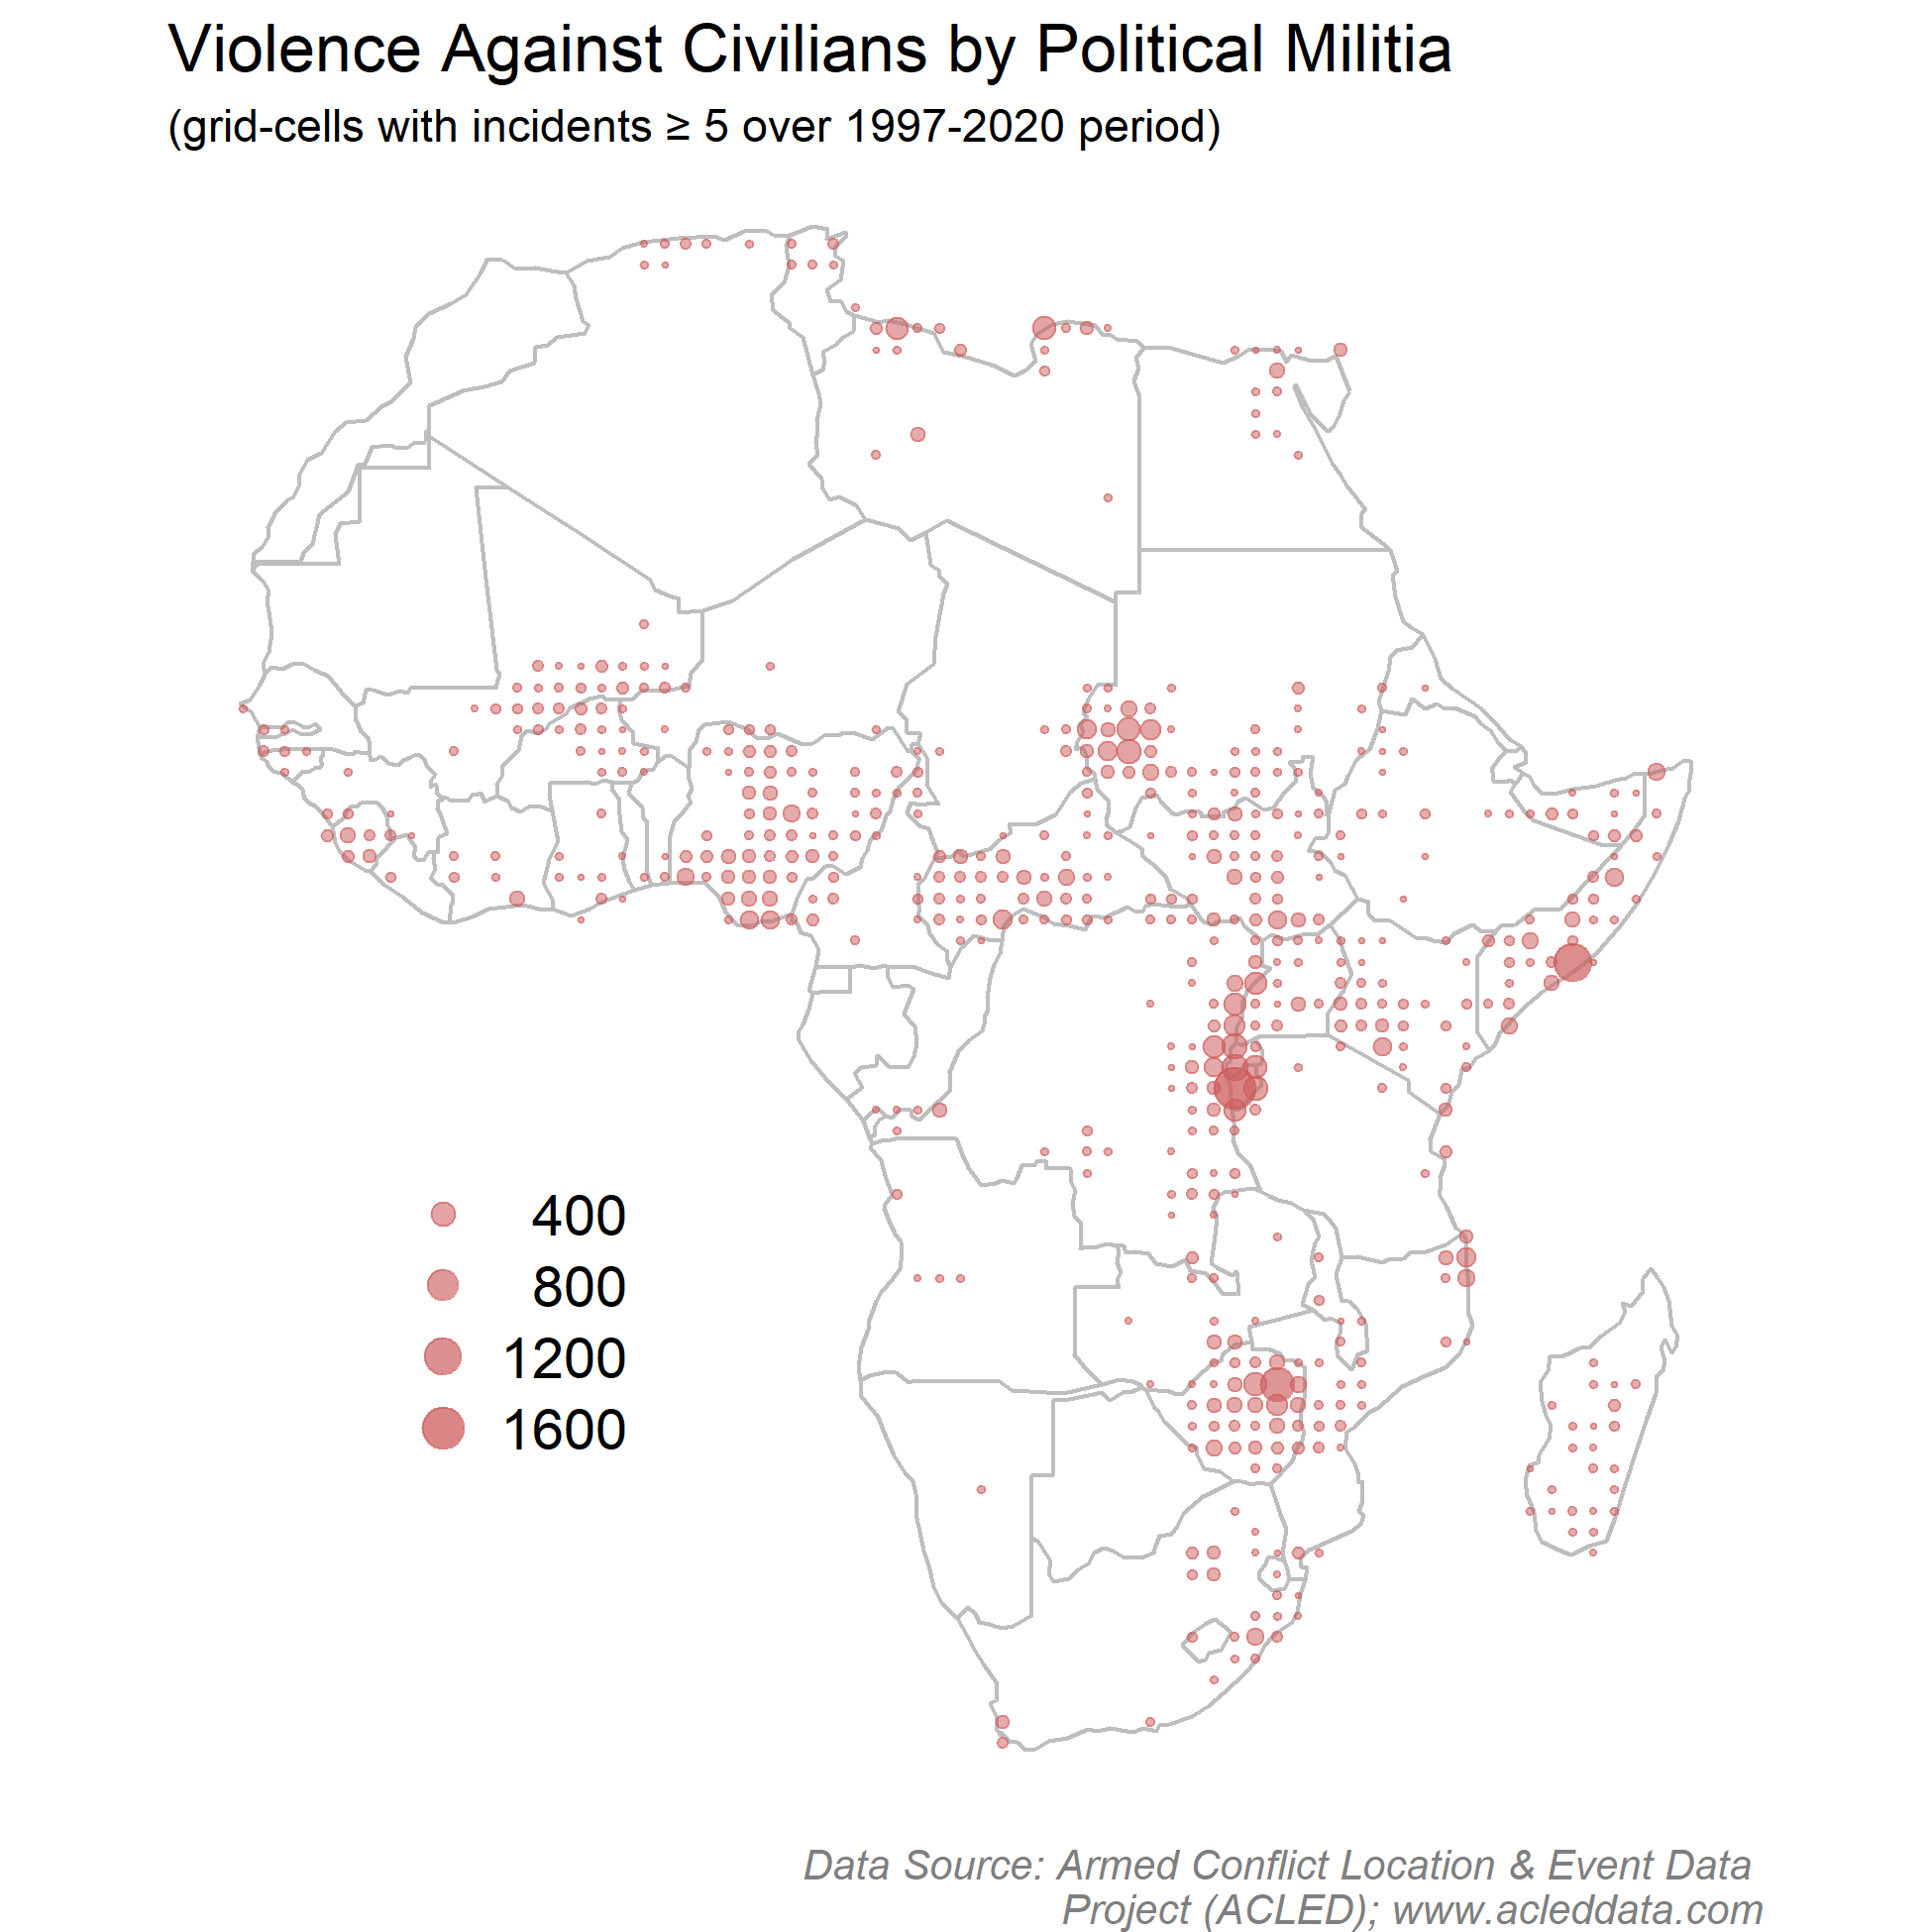 Violence Against Civilians by Political Militia
(grid-cells with incidents ≥ 5 over 1997-2020 period)
400
800
1200
1600
Data Source: Armed Conflict Location & Event Data
Project (ACLED); www.acleddata.com